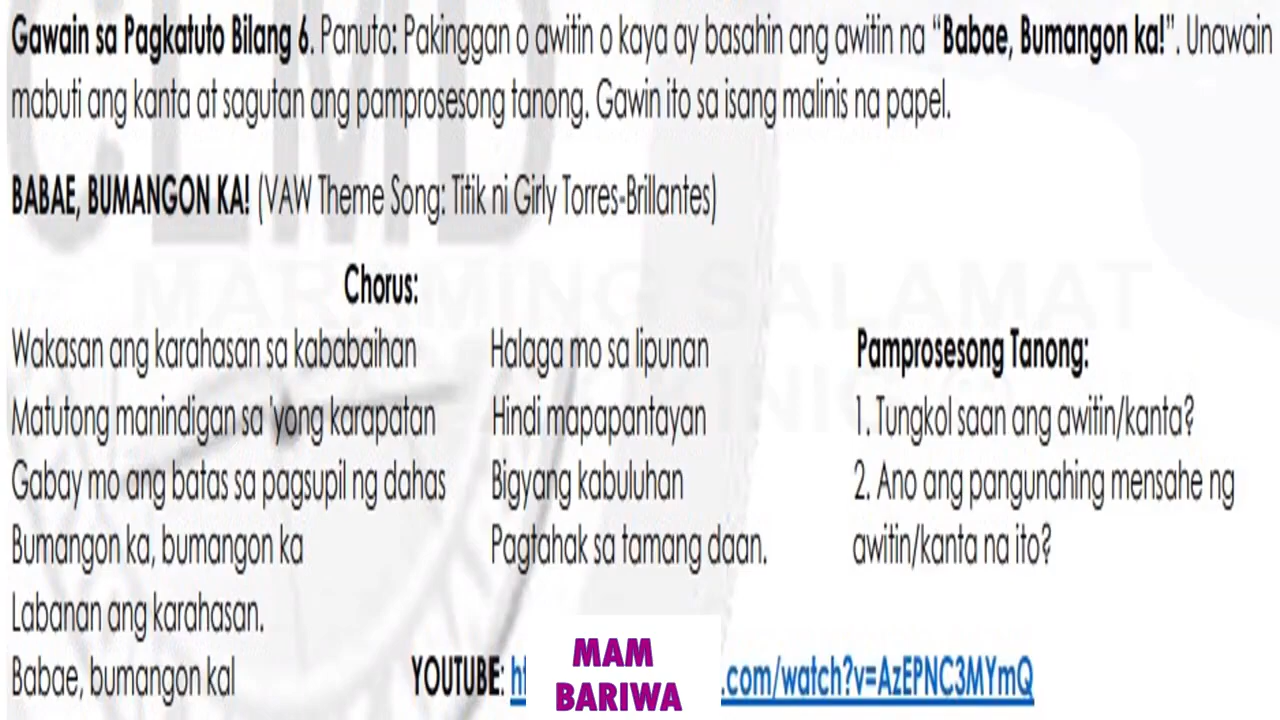 Gawain sa Pagkatuto Bilang 6. Panuto: Pakinggan o awitin o kaya ay basahin ang awitin na “Babae, Bumangon ka!”. Unawain
mabuti ang kanta at sagutan ang pamprosesong tanong. Gawin ito sa isang malinis na papel.
BABAE, BUMANGON KA! (VAW Theme Song: Titik ni Girly Torres-Brillantes)
Chorus:
Wakasan ang karahasan sa kababaihan
Matutong manindigan sa 'yong karapatan
Gabay mo ang batas sa pagsupil ng dahas
Bumangon ka, bumangon ka
Labanan ang karahasan.
Babae, bumangon kal
Halaga mo sa lipunan
Hindi mapapantayan
Bigyang kabuluhan
Pagtahak sa tamang daan.
Pamprosesong Tanong:
1. Tungkol saan ang awitin/kanta?
2. Ano ang pangunahing mensahe ng
awitin/kanta na ito?
YOUTUBE: .com/watch?v=AzEPNC3MYmQ
MAM
BARIWA
CLMD
MARAMING SALAMAT